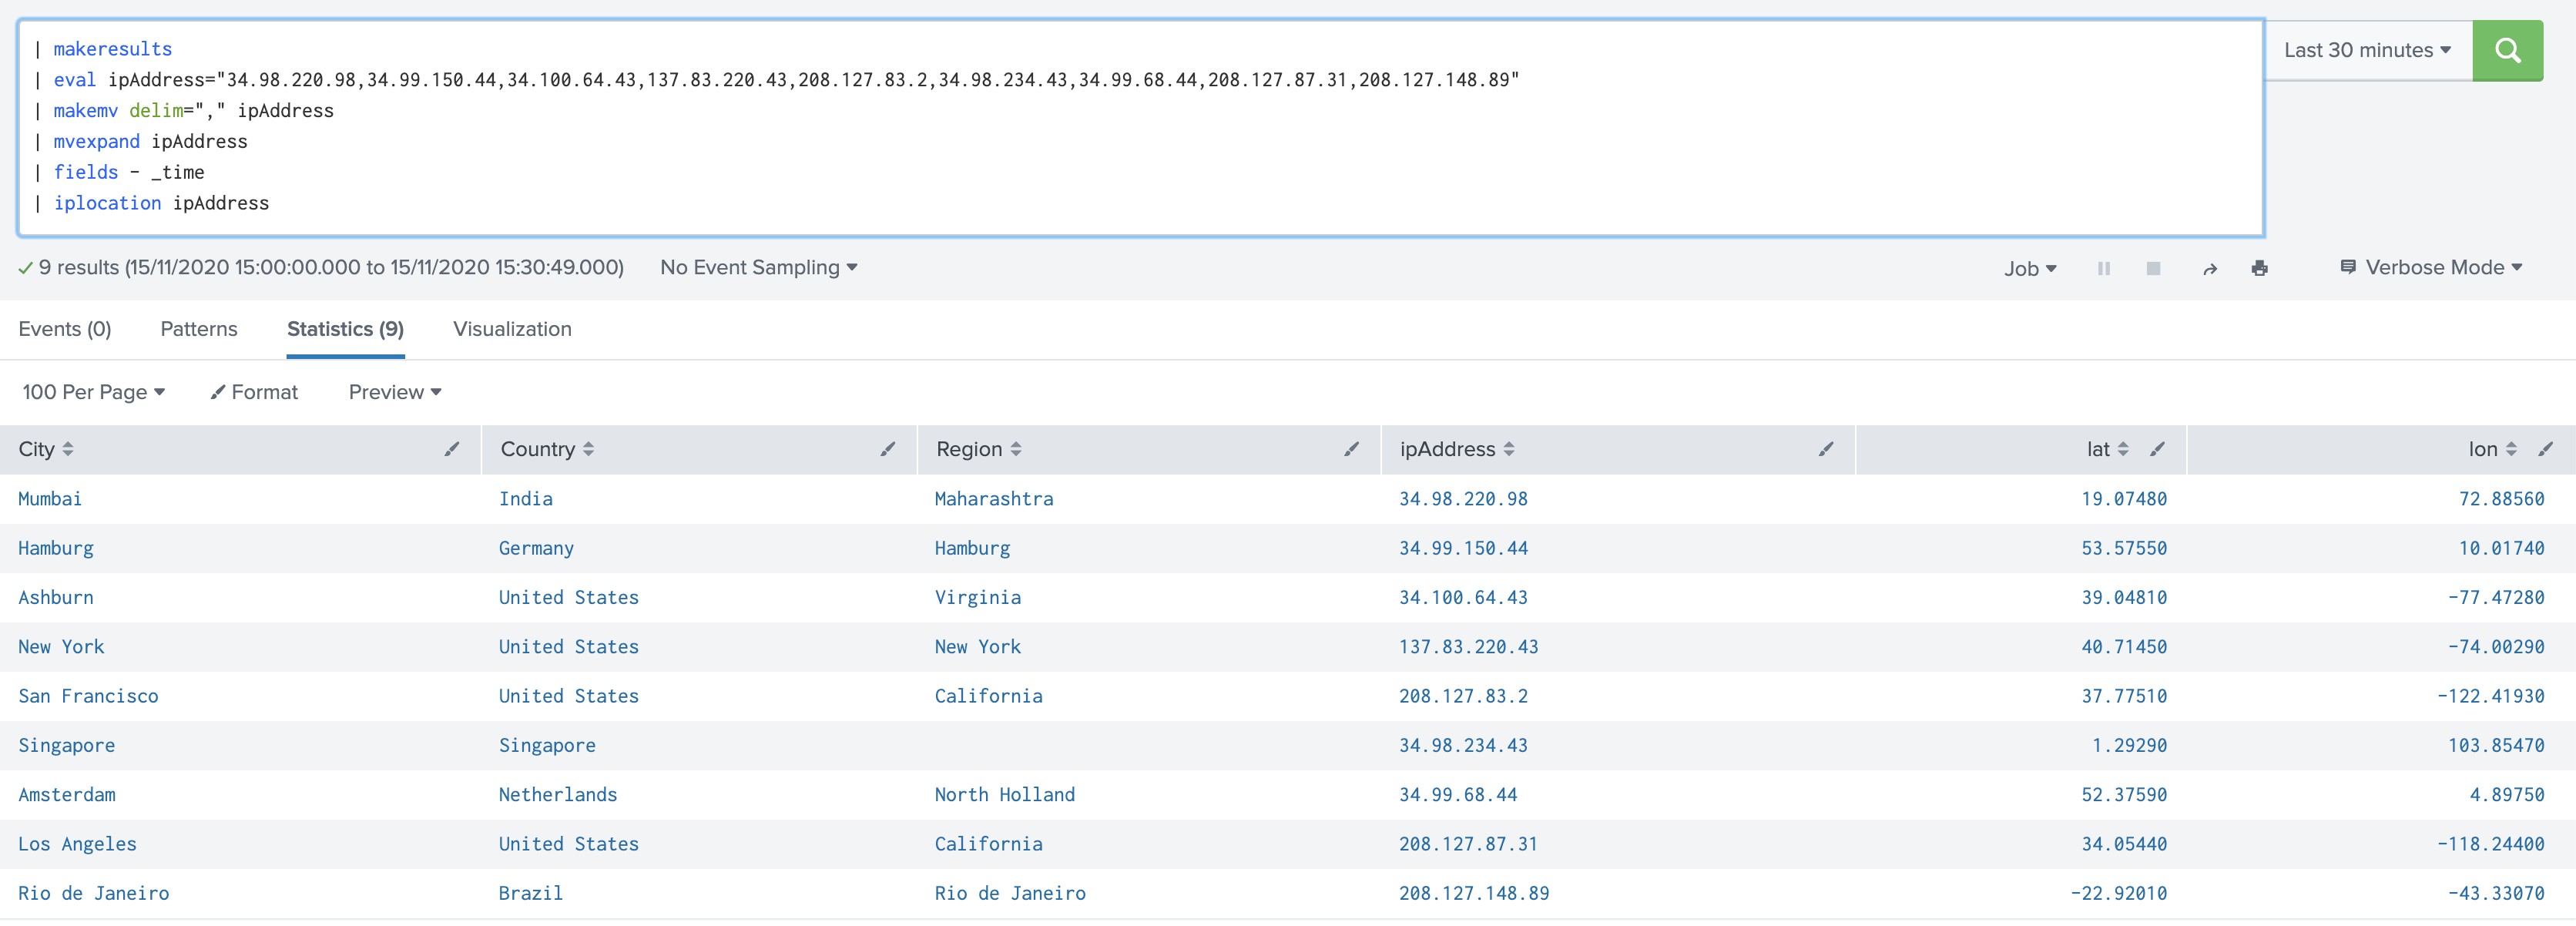 | makeresults
| eval ipAddress="34.98.220.98,34.99.150.44,34.100.64.43,137.83.220.43,208.127.83.2,34.98.234.43,34.99.68.44,208.127.87.31,208.127.148.89"
| makemv delim="," ipAddress
| mvexpand ipAddress
| fields - _time
| iplocation ipAddress
Last 30 minutes
9 results (15/11/2020 15:00:00.000 to 15/11/2020 15:30:49.000) No Event Sampling Job Verbose Mode
Events (0) Patterns Statistics (9) Visualization
100 Per Page Format Preview
City Country Region ipAddress lat lon
Mumbai India Maharashtra 34.98.220.98 19.07480 72.88560
Hamburg Germany Hamburg 34.99.150.44 53.57550 10.01740
Ashburn United States Virginia 34.100.64.43 39.04810 -77.47280
New York United States New York 137.83.220.43 40.71450 -74.00290
San Francisco United States California 208.127.83.2 37.77510 -122.41930
Singapore Singapore 34.98.234.43 1.29290 103.85470
Amsterdam Netherlands North Holland 34.99.68.44 52.37590 4.89750
Los Angeles United States California 208.127.87.31 34.05440 -118.24400
Rio de Janeiro Brazil Rio de Janeiro 208.127.148.89 -22.92010 -43.33070